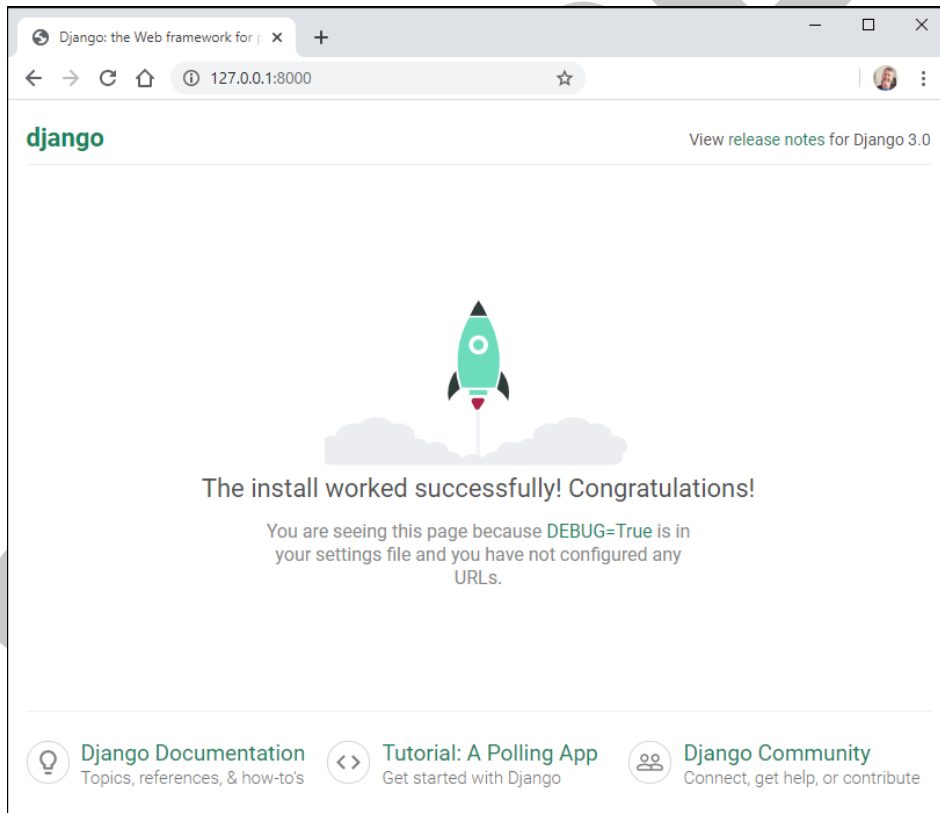 Django: the Web framework for p
127.0.0.1:8000
django
View release notes for Django 3.0
The install worked successfully! Congratulations!
You are seeing this page because DEBUG=True is in
your settings file and you have not configured any
URLs.
Django Documentation
Topics, references, & how-to's
Tutorial: A Polling App
Get started with Django
Django Community
Connect, get help, or contribute